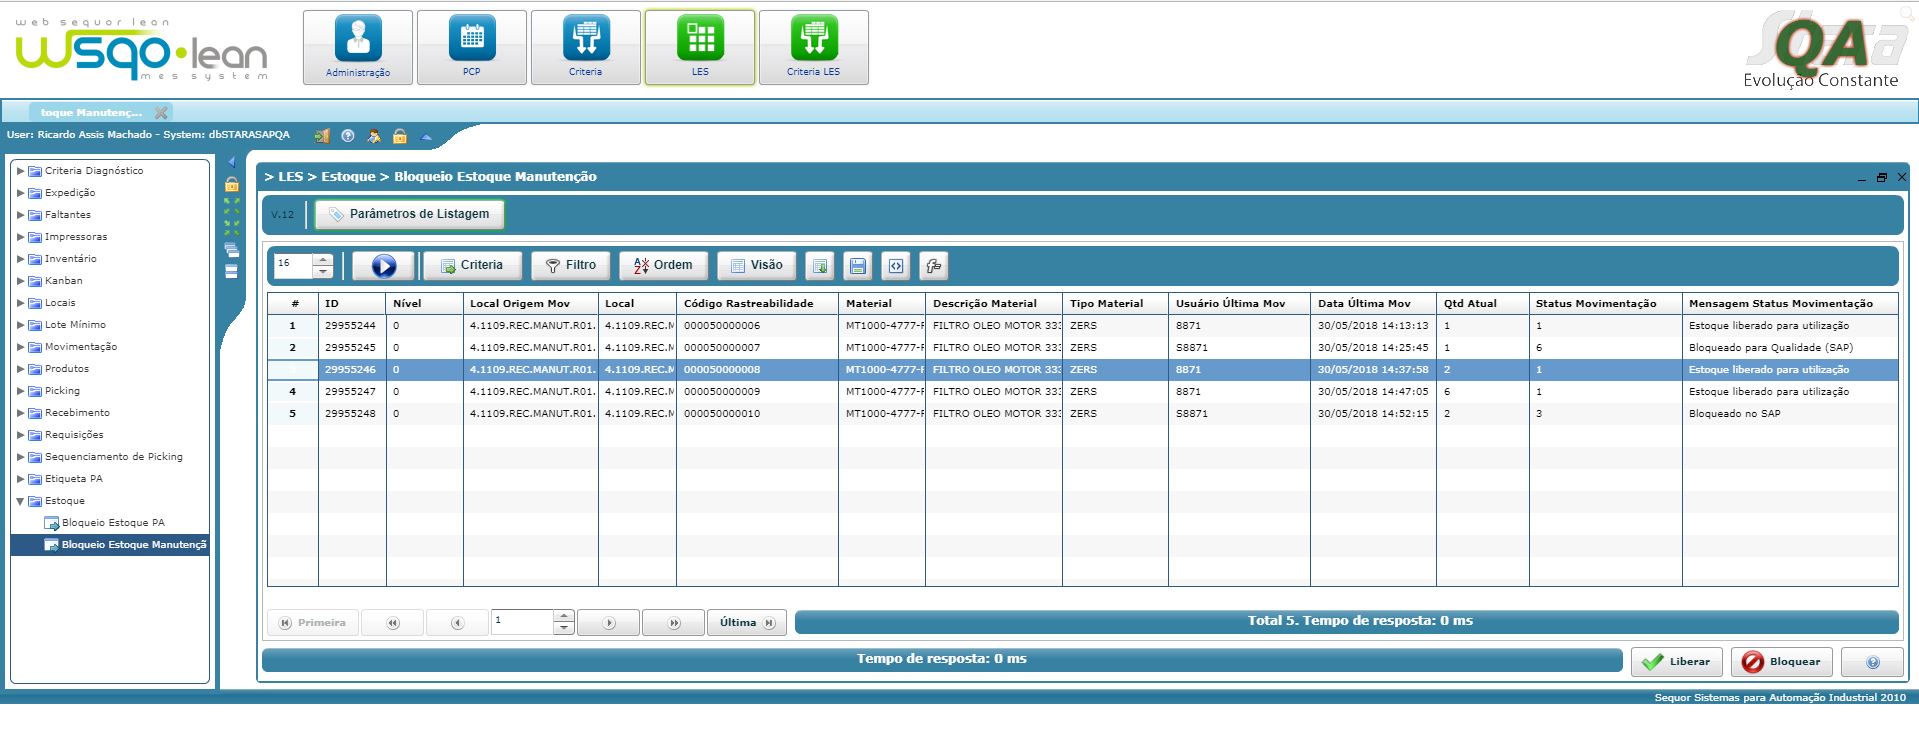 web sequor lean
wsqo•lean
mes system
Administração
PCP
Criteria
LES
Criteria LES
QA
Evolução Constante
toque Manutenç...
User: Ricardo Assis Machado - System: dbSTARASAPQA
Criteria Diagnóstico
Expedição
Faltantes
Impressoras
Inventário
Kanban
Locais
Lote Mínimo
Movimentação
Produtos
Picking
Recebimento
Requisições
Sequenciamento de Picking
Etiqueta PA
Estoque
Bloqueio Estoque PA
Bloqueio Estoque Manutençã
> LES > Estoque > Bloqueio Estoque Manutenção
V.12 Parâmetros de Listagem
16 Criteria Filtro Ordem Visão
# ID Nível Local Origem Mov Local Código Rastreabilidade Material Descrição Material Tipo Material Usuário Última Mov Data Última Mov Qtd Atual Status Movimentação Mensagem Status Movimentação
1 29955244 0 4.1109.REC.MANUT.R01. 4.1109.REC.M 000050000006 MT1000-4777-F FILTRO OLEO MOTOR 333 ZERS 8871 30/05/2018 14:13:13 1 1 Estoque liberado para utilização
2 29955245 0 4.1109.REC.MANUT.R01. 4.1109.REC.M 000050000007 MT1000-4777-F FILTRO OLEO MOTOR 333 ZERS S8871 30/05/2018 14:25:45 1 6 Bloqueado para Qualidade (SAP)
3 29955246 0 4.1109.REC.MANUT.R01. 4.1109.REC.M 000050000008 MT1000-4777-F FILTRO OLEO MOTOR 333 ZERS 8871 30/05/2018 14:37:58 2 1 Estoque liberado para utilização
4 29955247 0 4.1109.REC.MANUT.R01. 4.1109.REC.M 000050000009 MT1000-4777-F FILTRO OLEO MOTOR 333 ZERS 8871 30/05/2018 14:47:05 6 1 Estoque liberado para utilização
5 29955248 0 4.1109.REC.MANUT.R01. 4.1109.REC.M 000050000010 MT1000-4777-F FILTRO OLEO MOTOR 333 ZERS S8871 30/05/2018 14:52:15 2 3 Bloqueado no SAP
Primeira 1 Última Total 5. Tempo de resposta: 0 ms
Tempo de resposta: 0 ms Liberar Bloquear
Sequor Sistemas para Automação Industrial 2010